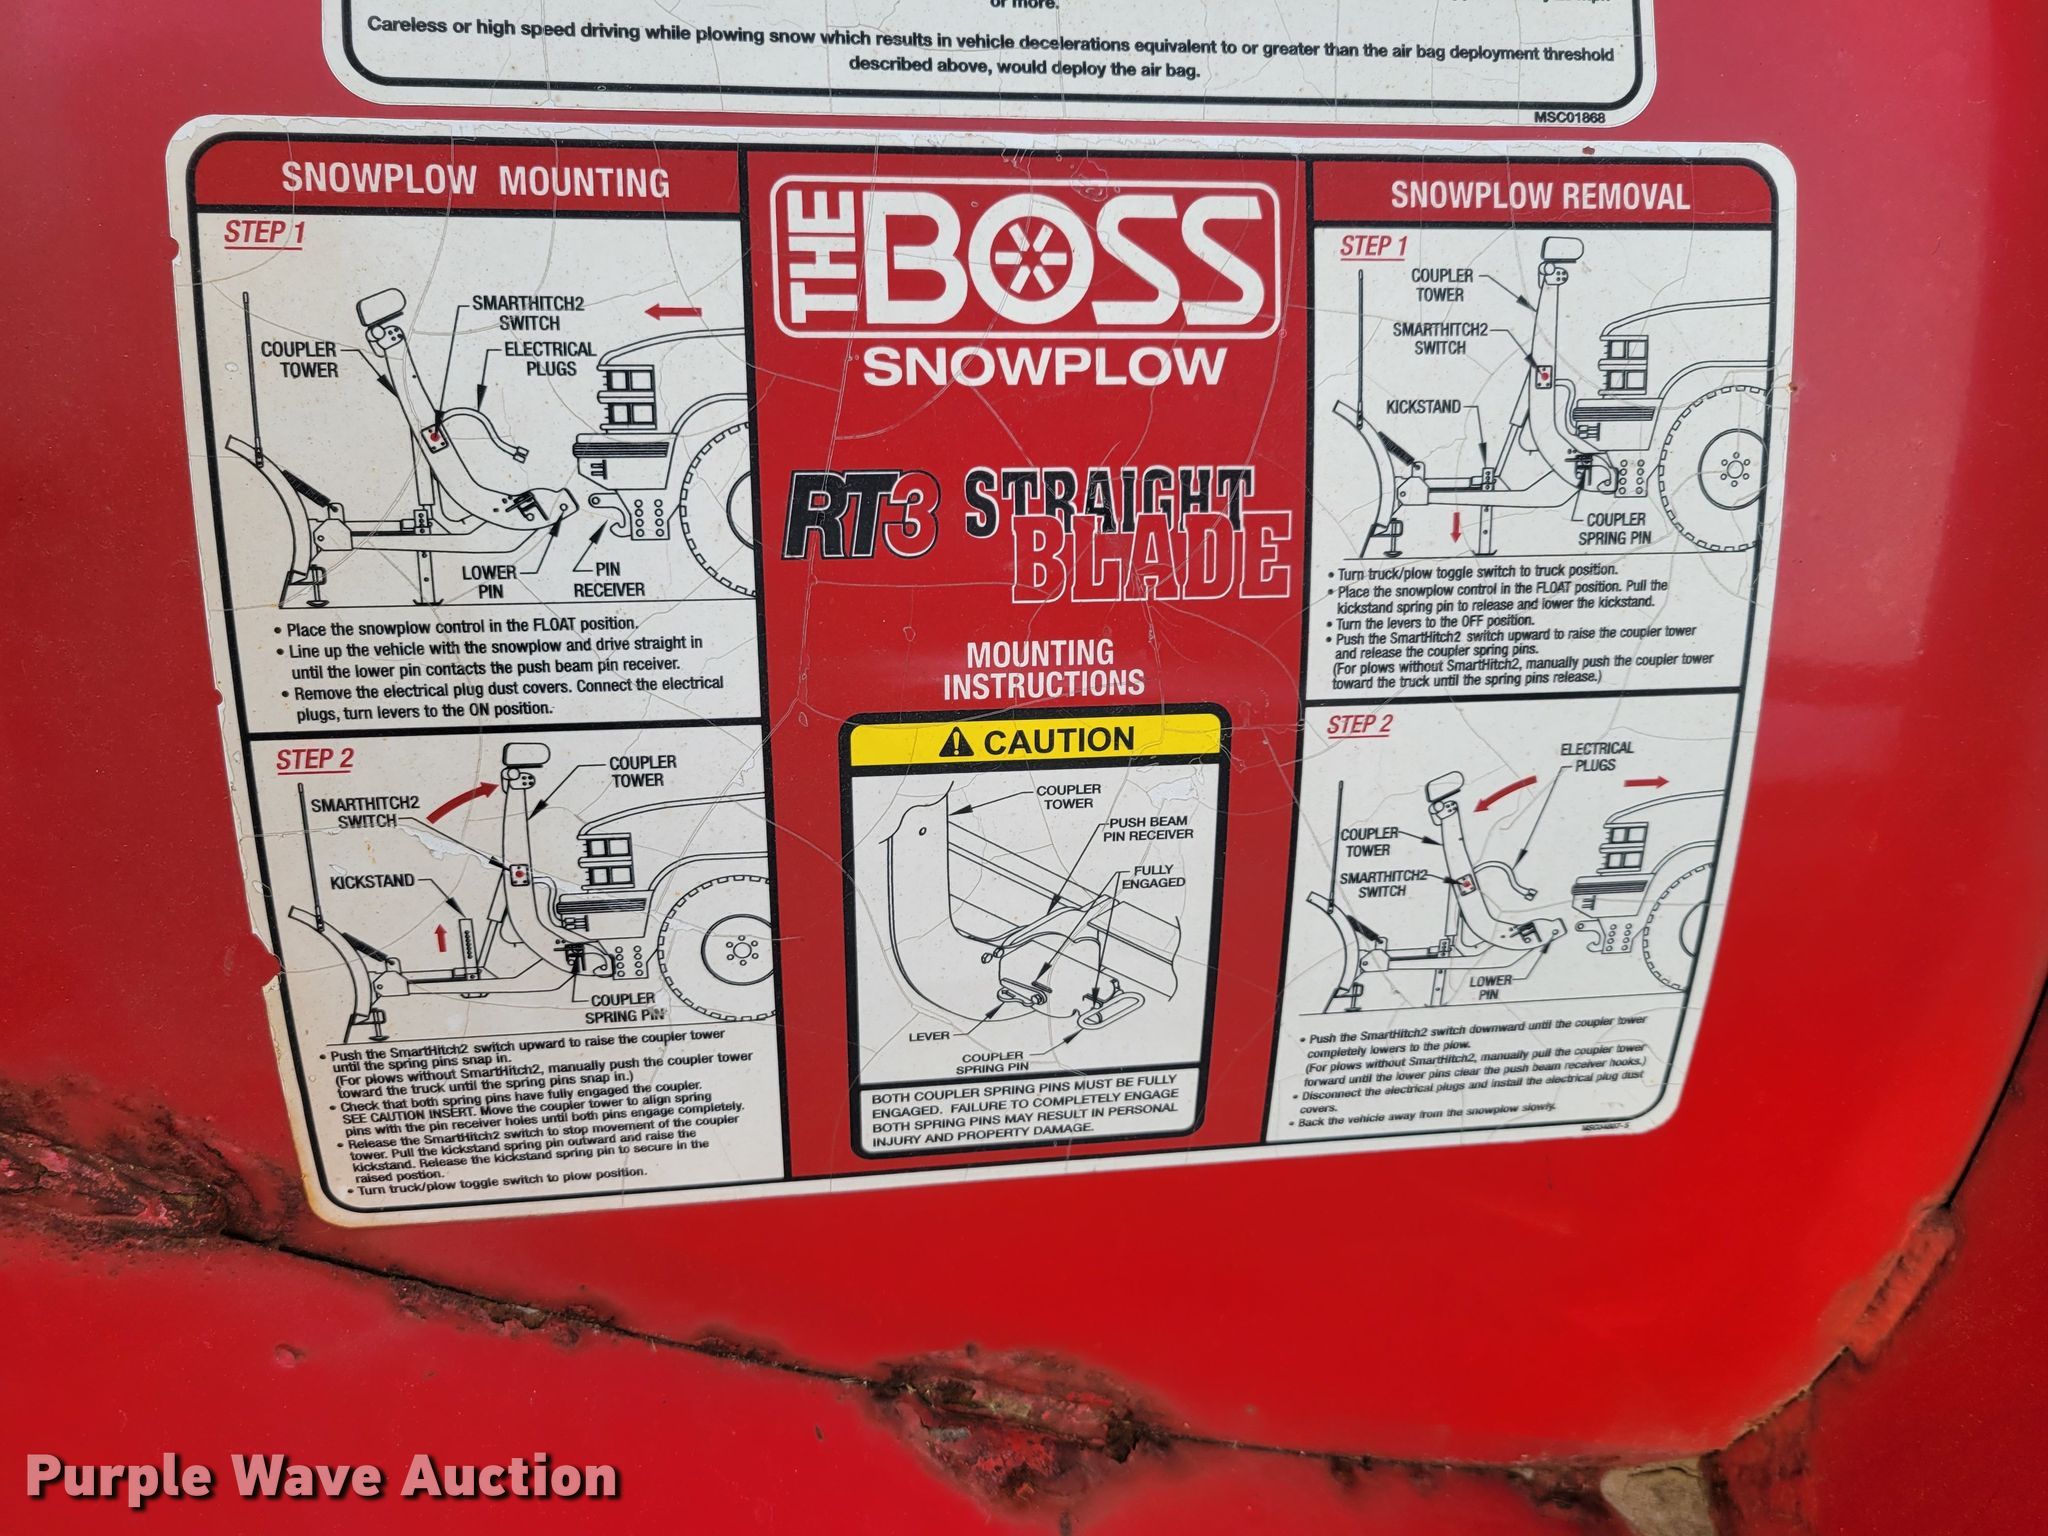 or more.
Careless or high speed driving while plowing snow which results in vehicle decelerations equivalent to or greater than the air bag deployment threshold
described above, would deploy the air bag.
MSC01868
SNOWPLOW MOUNTING
STEP 1
SMARTHITCH2
SWITCH
COUPLER
TOWER
ELECTRICAL
PLUGS
LOWER
PIN
PIN
RECEIVER
• Place the snowplow control in the FLOAT position.
• Line up the vehicle with the snowplow and drive straight in
until the lower pin contacts the push beam pin receiver.
• Remove the electrical plug dust covers. Connect the electrical
plugs, turn levers to the ON position.
STEP 2
COUPLER
TOWER
SMARTHITCH2
SWITCH
KICKSTAND
COUPLER
SPRING PIN
• Push the SmartHitch2 switch upward to raise the coupler tower
until the spring pins snap in.
(For plows without SmartHitch2, manually push the coupler tower
toward the truck until the spring pins snap in.)
• Check that both spring pins have fully engaged the coupler.
SEE CAUTION INSERT. Move the coupler tower to align spring
pins with the pin receiver holes until both pins engage completely.
• Release the SmartHitch2 switch to stop movement of the coupler
tower. Pull the kickstand spring pin outward and raise the
kickstand. Release the kickstand spring pin to secure in the
raised postion.
• Turn truck/plow toggle switch to plow position.
THE BOSS
SNOWPLOW
RT3 STRAIGHT
BLADE
MOUNTING
INSTRUCTIONS
CAUTION
COUPLER
TOWER
PUSH BEAM
PIN RECEIVER
FULLY
ENGAGED
LEVER
COUPLER
SPRING PIN
BOTH COUPLER SPRING PINS MUST BE FULLY
ENGAGED. FAILURE TO COMPLETELY ENGAGE
BOTH SPRING PINS MAY RESULT IN PERSONAL
INJURY AND PROPERTY DAMAGE.
SNOWPLOW REMOVAL
STEP 1
COUPLER
TOWER
SMARTHITCH2
SWITCH
KICKSTAND
COUPLER
SPRING PIN
• Turn truck/plow toggle switch to truck position.
• Place the snowplow control in the FLOAT position. Pull the
kickstand spring pin to release and lower the kickstand.
• Turn the levers to the OFF position.
• Push the SmartHitch2 switch upward to raise the coupler tower
and release the coupler spring pins.
(For plows without SmartHitch2, manually push the coupler tower
toward the truck until the spring pins release.)
STEP 2
ELECTRICAL
PLUGS
COUPLER
TOWER
SMARTHITCH2
SWITCH
LOWER
PIN
• Push the SmartHitch2 switch downward until the coupler tower
completely lowers to the plow.
(For plows without SmartHitch2, manually pull the coupler tower
forward until the lower pins clear the push beam receiver hooks.)
• Disconnect the electrical plugs and install the electrical plug dust
covers.
• Back the vehicle away from the snowplow slowly.
Purple Wave Auction